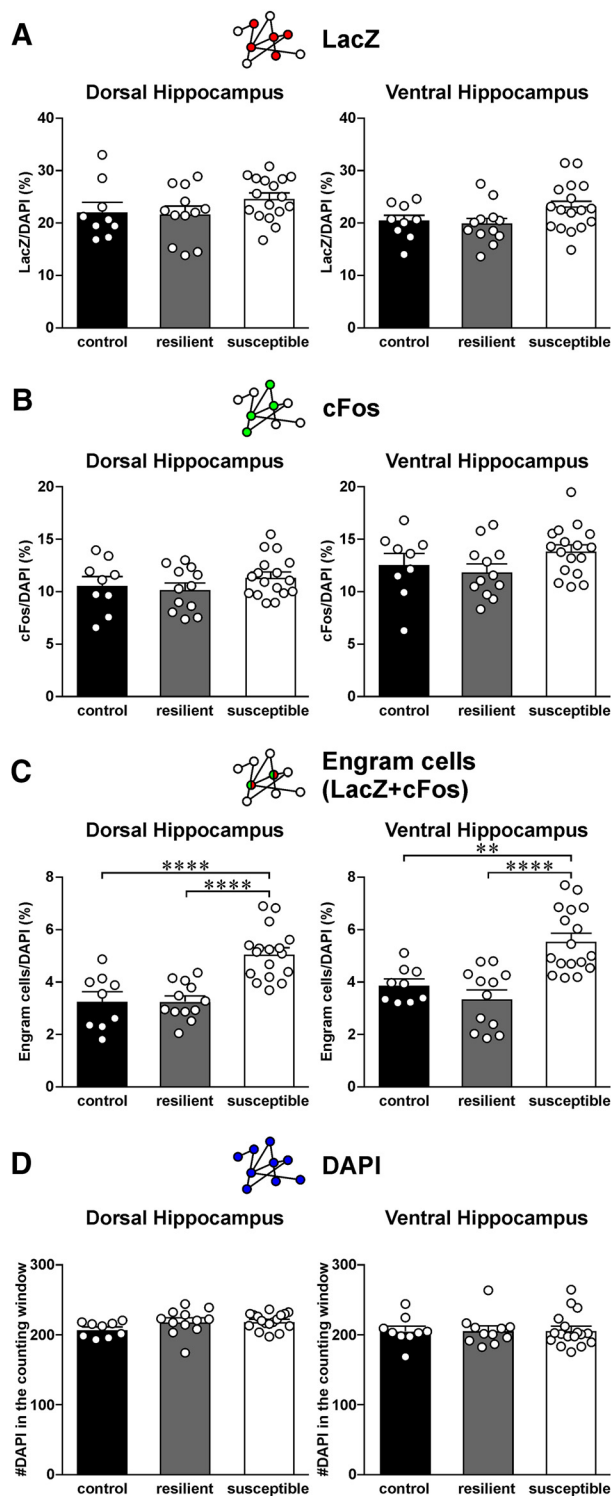 A
LacZ
Dorsal Hippocampus
Ventral Hippocampus
LacZ/DAPI (%)
40
30
20
10
0
control resilient susceptible
LacZ/DAPI (%)
40
30
20
10
0
control resilient susceptible
B
cFos
Dorsal Hippocampus
Ventral Hippocampus
cFos/DAPI (%)
20
15
10
5
0
control resilient susceptible
cFos/DAPI (%)
20
15
10
5
0
control resilient susceptible
C
Engram cells
(LacZ+cFos)
Dorsal Hippocampus
Ventral Hippocampus
Engram cells/DAPI (%)
8
6
4
2
0
****
****
control resilient susceptible
Engram cells/DAPI (%)
8
6
4
2
0
**
****
control resilient susceptible
D
DAPI
Dorsal Hippocampus
Ventral Hippocampus
#DAPI in the counting window
300
200
100
0
control resilient susceptible
#DAPI in the counting window
300
200
100
0
control resilient susceptible